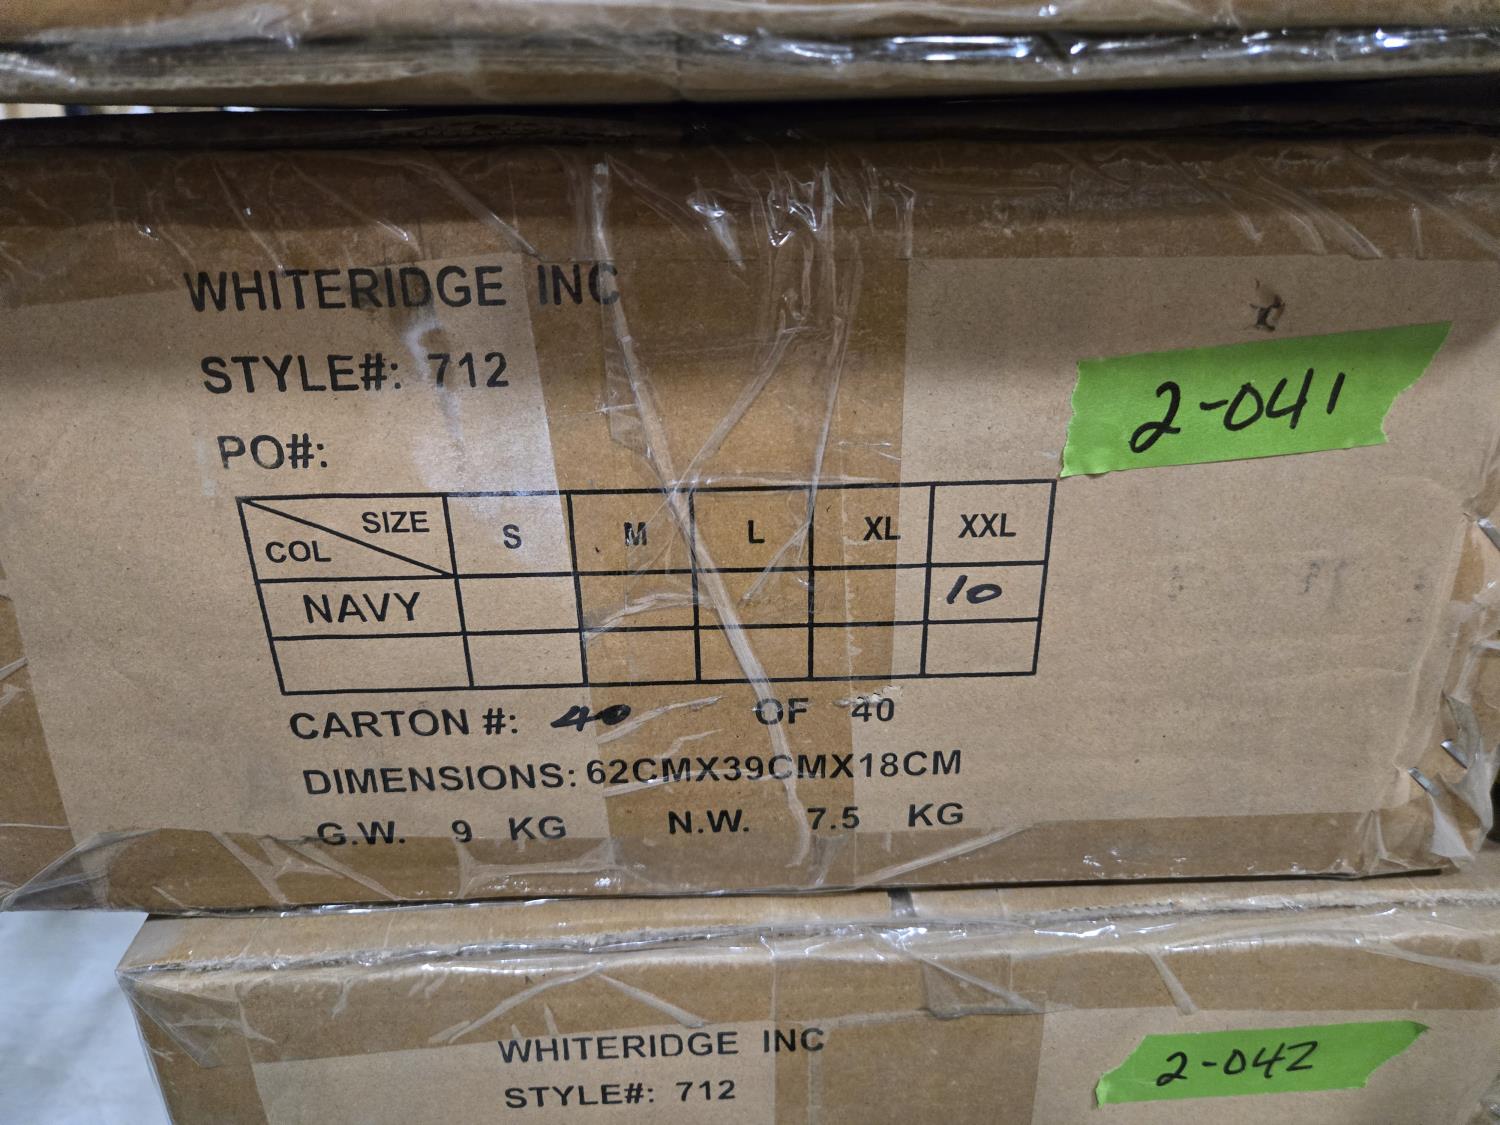 WHITERIDGE INC
STYLE#: 712
2-041
PO#:
SIZE S M L XL XXL
COL
NAVY 10
CARTON #: 40 OF 40
DIMENSIONS: 62CMX39CMX18CM
G.W. 9 KG N.W. 7.5 KG
WHITERIDGE INC
2-042
STYLE#: 712